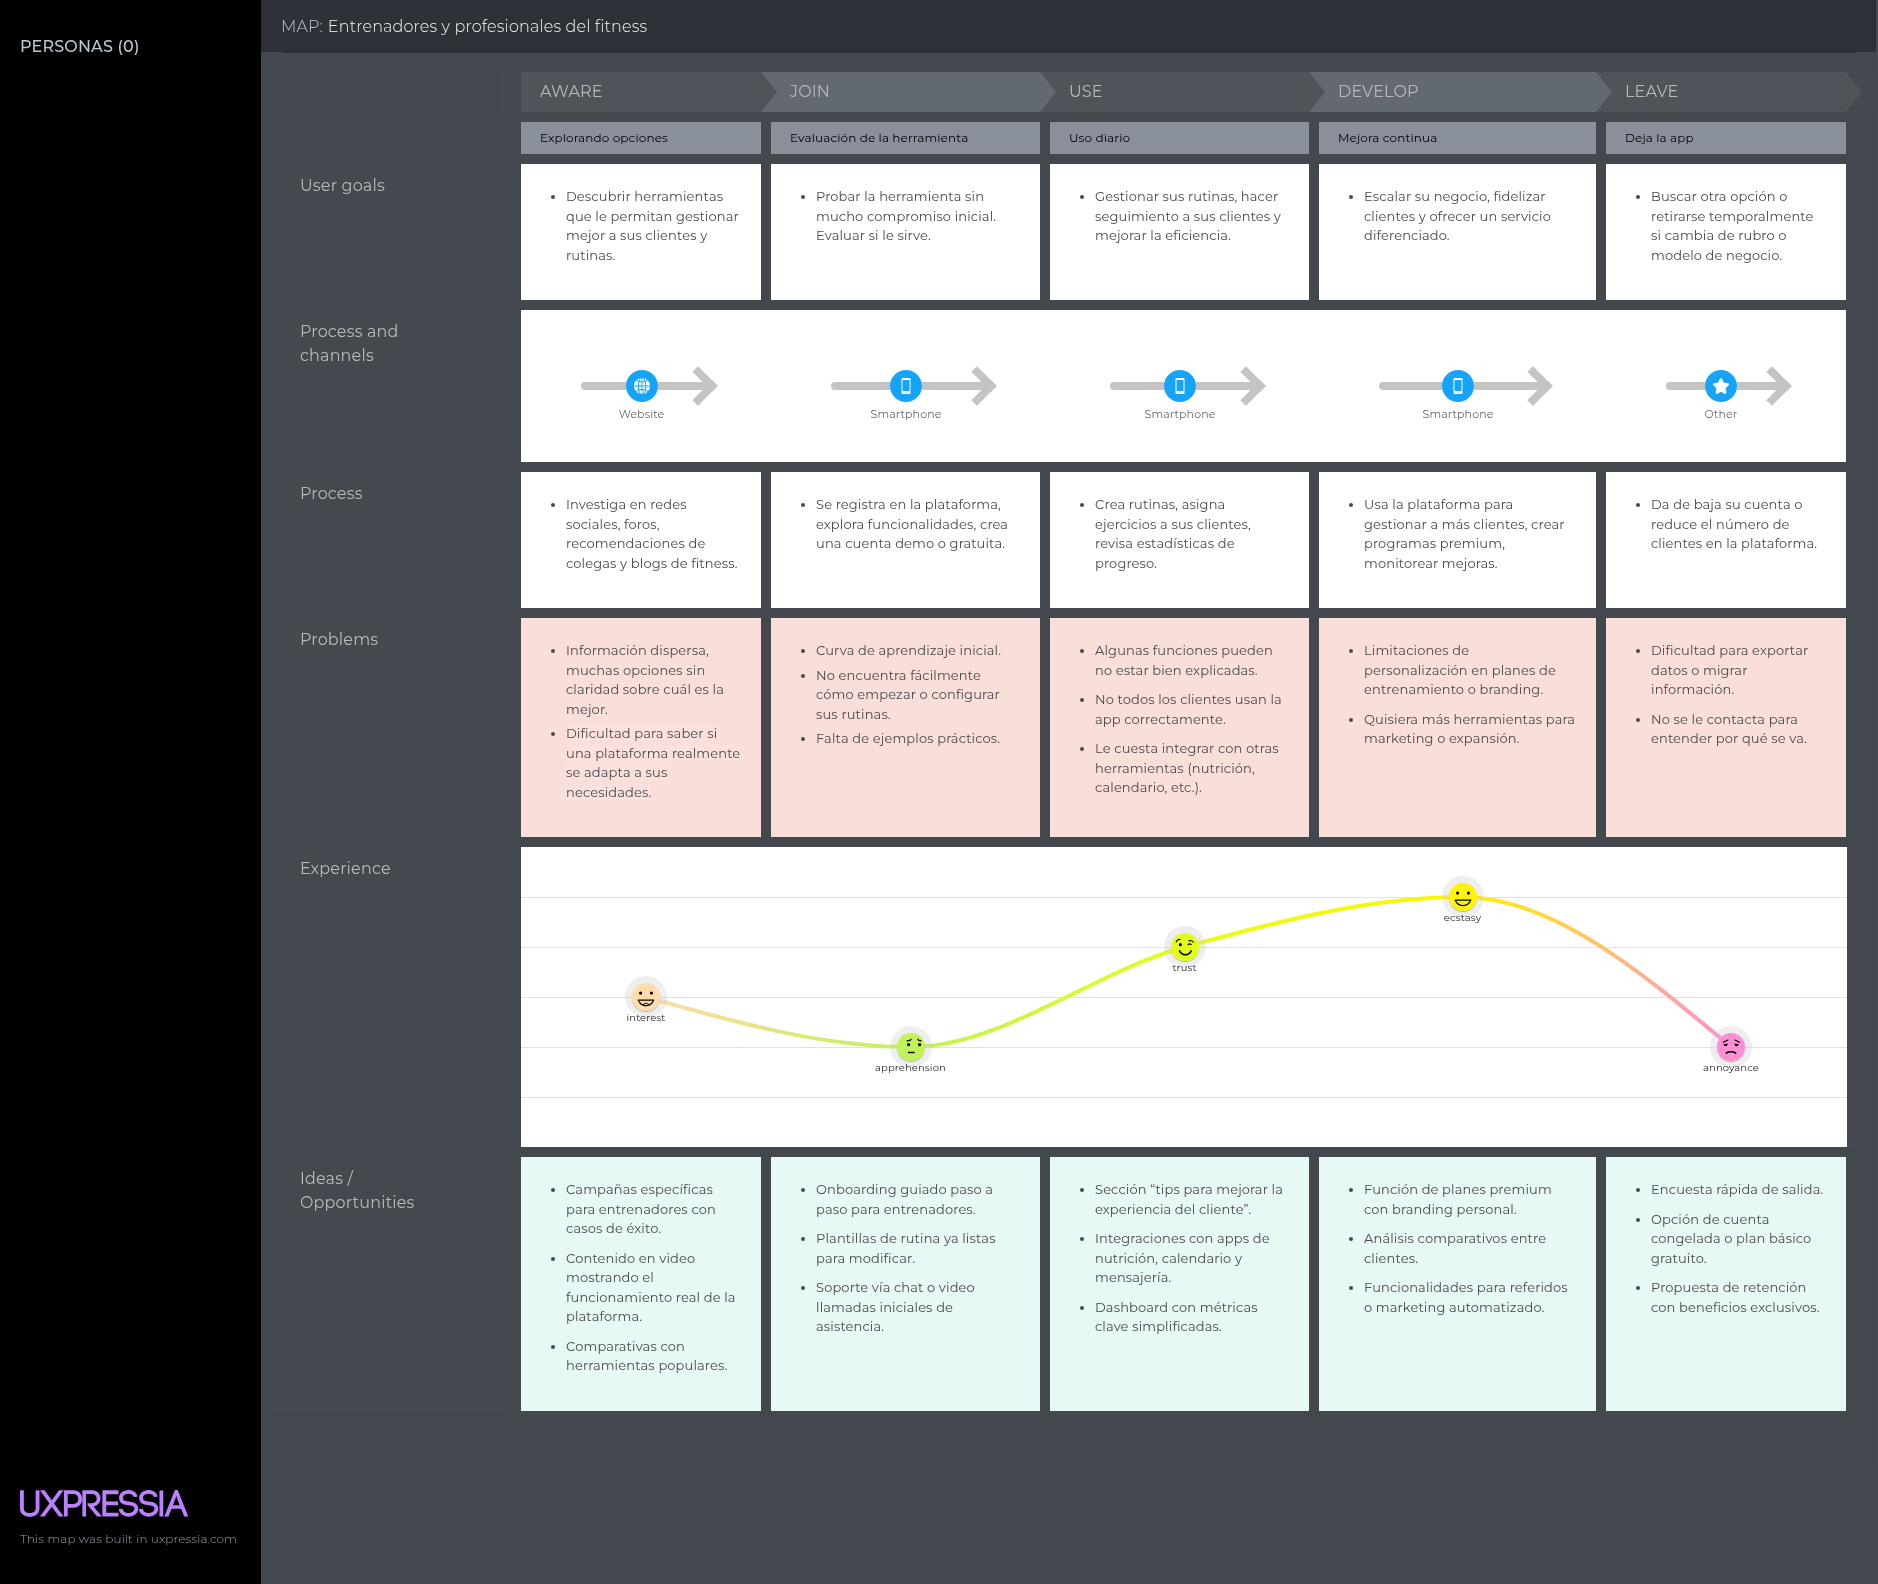 PERSONAS (0)
MAP: Entrenadores y profesionales del fitness
AWARE
JOIN
USE
DEVELOP
LEAVE
Explorando opciones
Evaluación de la herramienta
Uso diario
Mejora continua
Deja la app
User goals
Descubrir herramientas
que le permitan gestionar
mejor a sus clientes y
rutinas.
Probar la herramienta sin
mucho compromiso inicial.
Evaluar si le sirve.
Gestionar sus rutinas, hacer
seguimiento a sus clientes y
mejorar la eficiencia.
Escalar su negocio, fidelizar
clientes y ofrecer un servicio
diferenciado.
Buscar otra opción o
retirarse temporalmente
si cambia de rubro o
modelo de negocio.
Process and
channels
Website
Smartphone
Smartphone
Smartphone
Other
Process
Investiga en redes
sociales, foros,
recomendaciones de
colegas y blogs de fitness.
Se registra en la plataforma,
explora funcionalidades, crea
una cuenta demo o gratuita.
Crea rutinas, asigna
ejercicios a sus clientes,
revisa estadísticas de
progreso.
Usa la plataforma para
gestionar a más clientes, crear
programas premium,
monitorear mejoras.
Da de baja su cuenta o
reduce el número de
clientes en la plataforma.
Problems
Información dispersa,
muchas opciones sin
claridad sobre cuál es la
mejor.
Dificultad para saber si
una plataforma realmente
se adapta a sus
necesidades.
Curva de aprendizaje inicial.
No encuentra fácilmente
cómo empezar o configurar
sus rutinas.
Falta de ejemplos prácticos.
Algunas funciones pueden
no estar bien explicadas.
No todos los clientes usan la
app correctamente.
Le cuesta integrar con otras
herramientas (nutrición,
calendario, etc.).
Limitaciones de
personalización en planes de
entrenamiento o branding.
Quisiera más herramientas para
marketing o expansión.
Dificultad para exportar
datos o migrar
información.
No se le contacta para
entender por qué se va.
Experience
interest
apprehension
trust
ecstasy
annoyance
Ideas /
Opportunities
Campañas específicas
para entrenadores con
casos de éxito.
Contenido en video
mostrando el
funcionamiento real de la
plataforma.
Comparativas con
herramientas populares.
Onboarding guiado paso a
paso para entrenadores.
Plantillas de rutina ya listas
para modificar.
Soporte vía chat o video
llamadas iniciales de
asistencia.
Sección “tips para mejorar la
experiencia del cliente”.
Integraciones con apps de
nutrición, calendario y
mensajería.
Dashboard con métricas
clave simplificadas.
Función de planes premium
con branding personal.
Análisis comparativos entre
clientes.
Funcionalidades para referidos
o marketing automatizado.
Encuesta rápida de salida.
Opción de cuenta
congelada o plan básico
gratuito.
Propuesta de retención
con beneficios exclusivos.
UXPRESSIA
This map was built in uxpressia.com